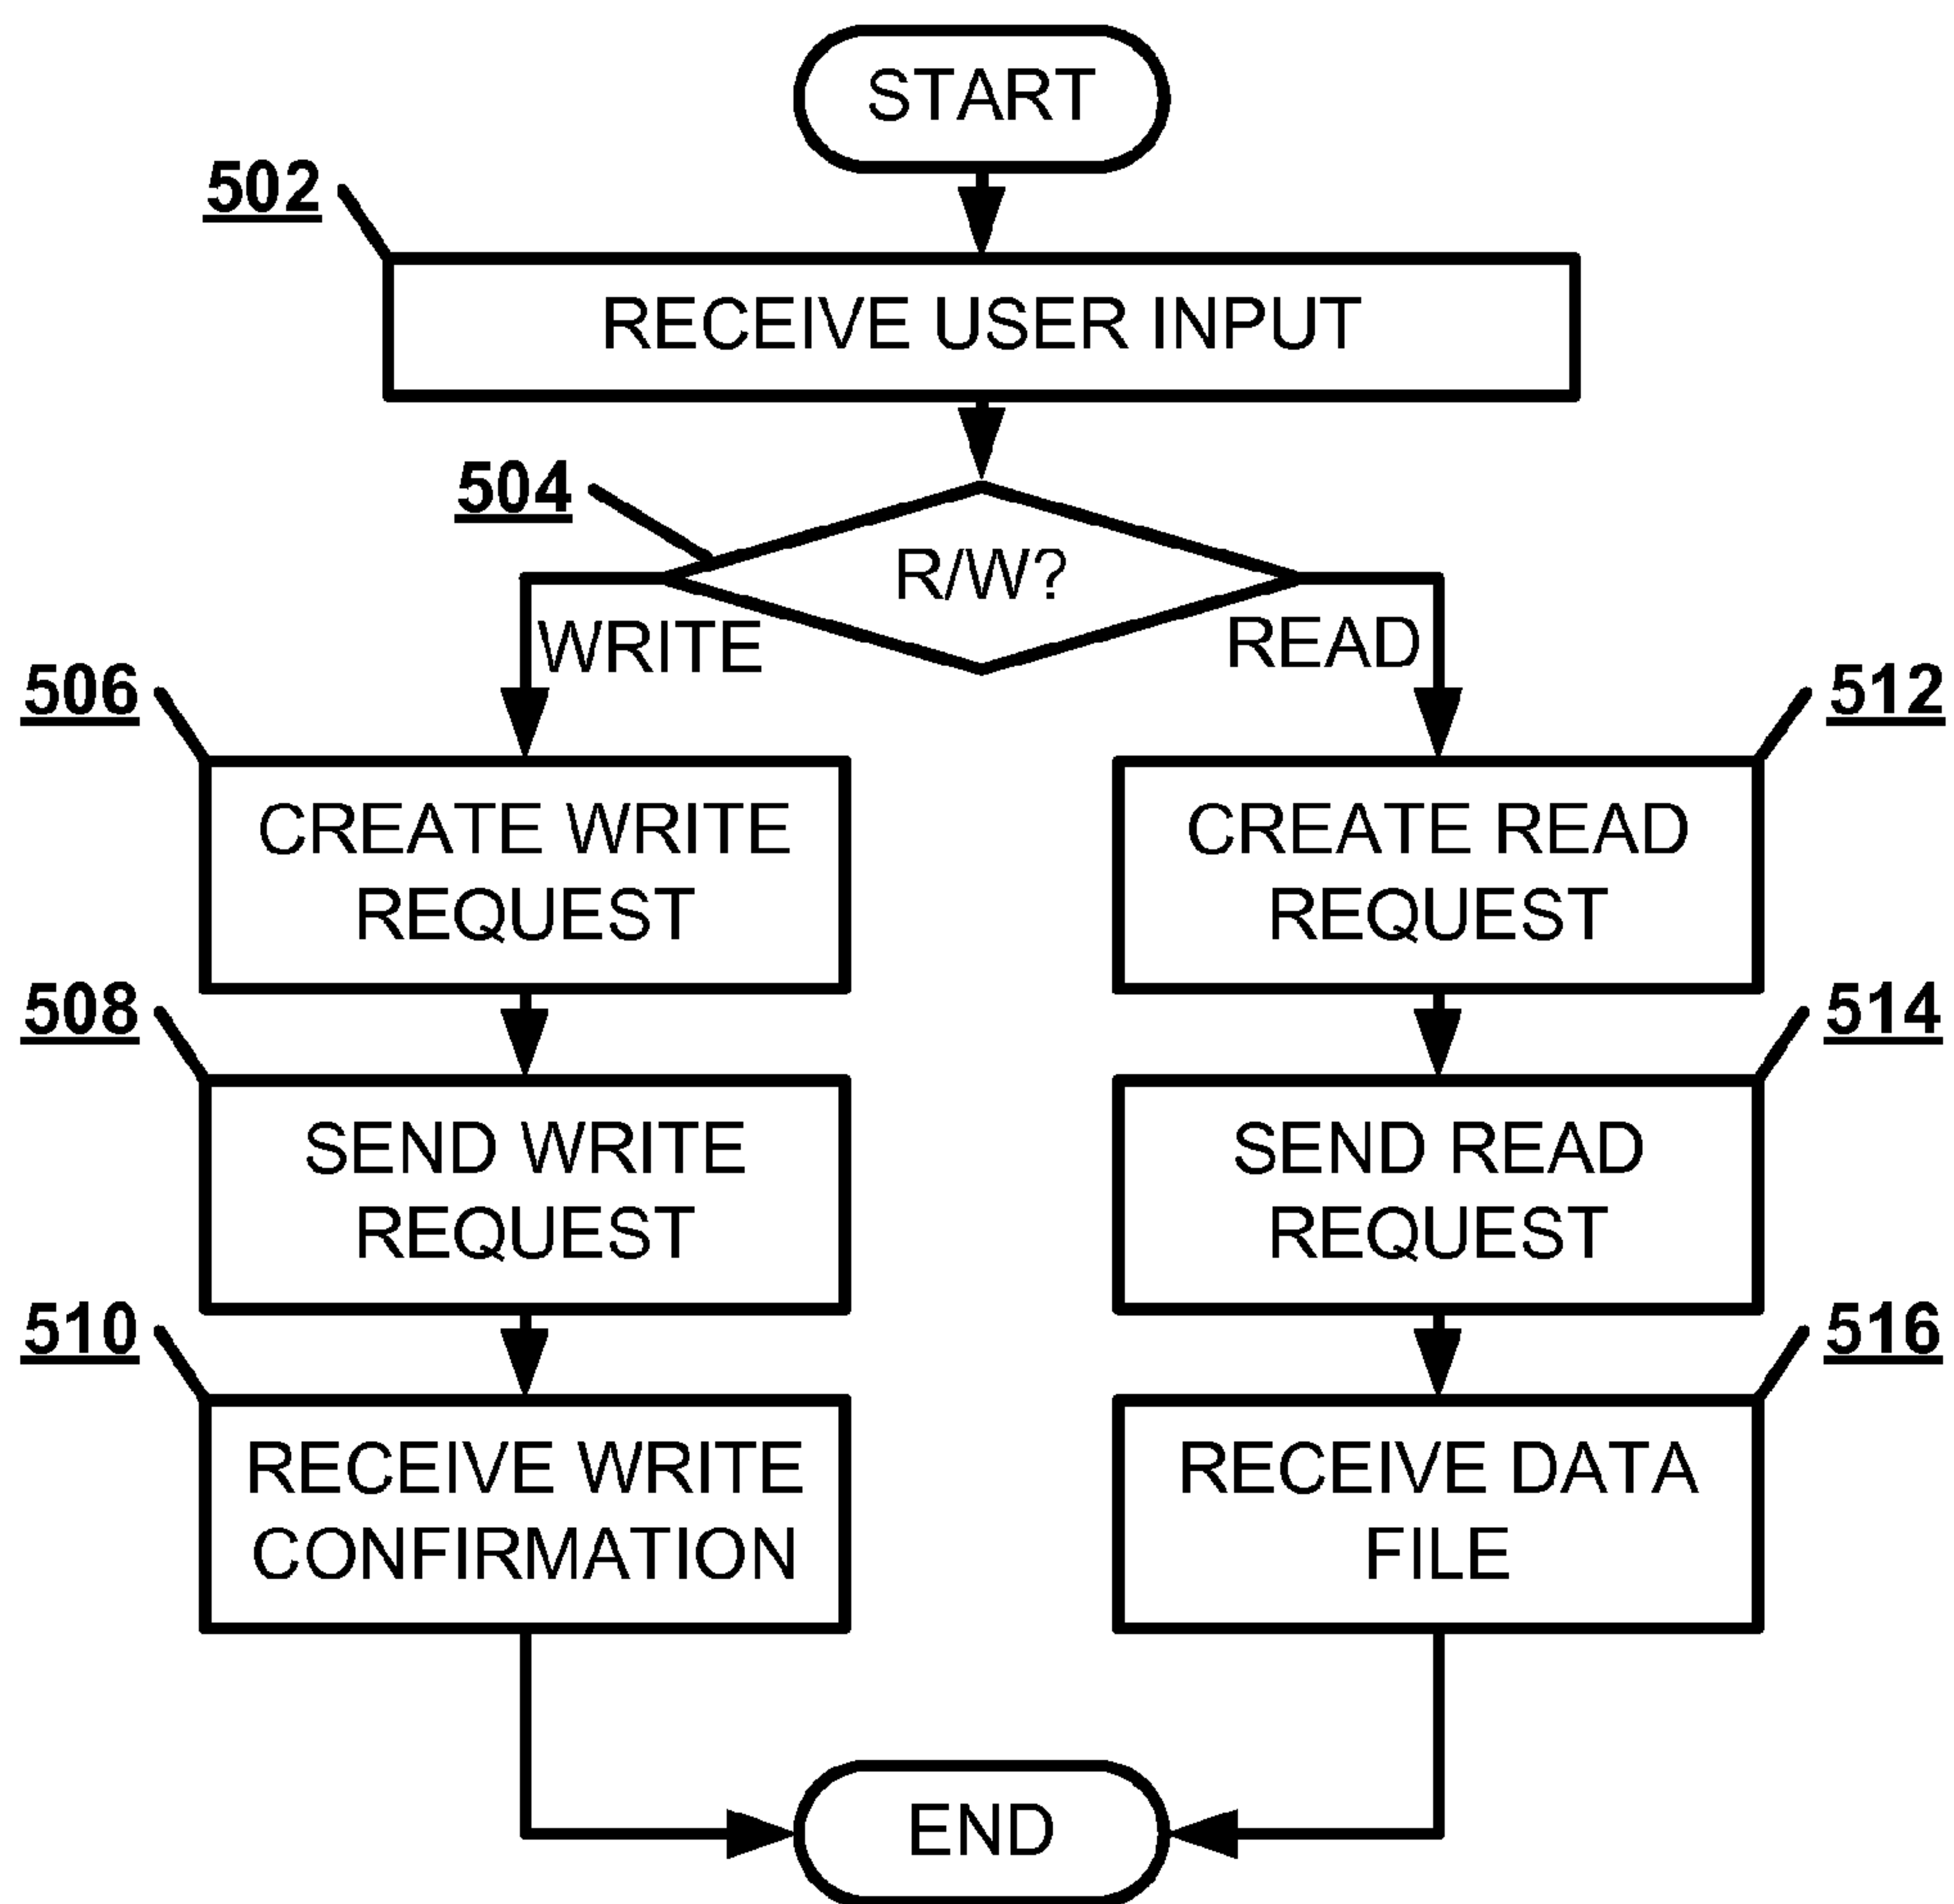 START
502
RECEIVE USER INPUT
504
R/W?
WRITE
READ
506
512
CREATE WRITE
REQUEST
CREATE READ
REQUEST
508
514
SEND WRITE
REQUEST
SEND READ
REQUEST
510
516
RECEIVE WRITE
CONFIRMATION
RECEIVE DATA
FILE
END